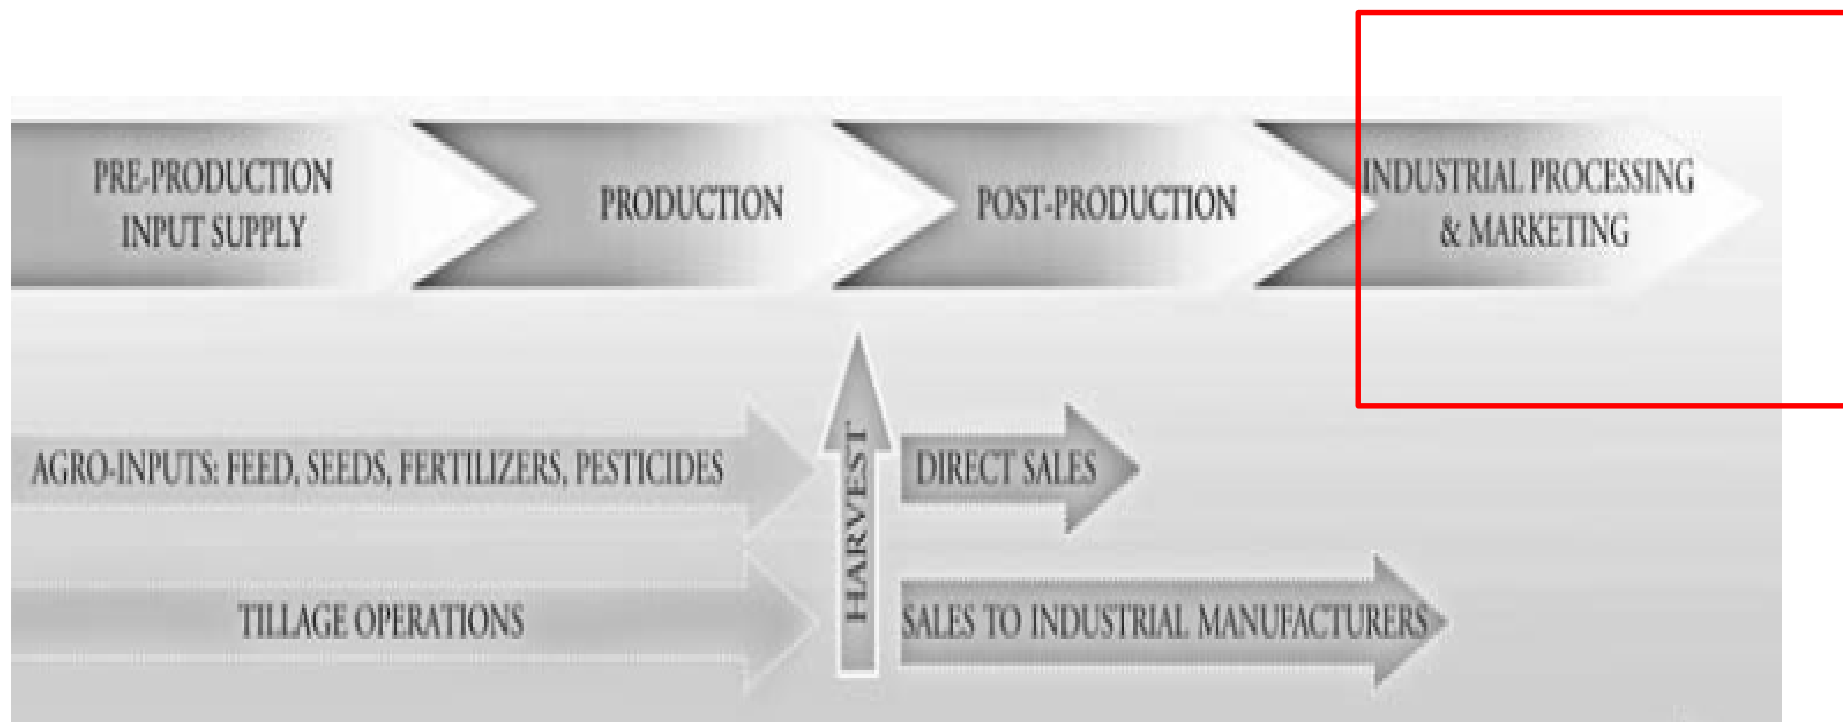 PRE-PRODUCTION
INPUT SUPPLY
PRODUCTION
POST-PRODUCTION
INDUSTRIAL PROCESSING
& MARKETING
AGRO-INPUTS: FEED, SEEDS, FERTILIZERS, PESTICIDES
HARVEST
DIRECT SALES
TILLAGE OPERATIONS
SALES TO INDUSTRIAL MANUFACTURERS